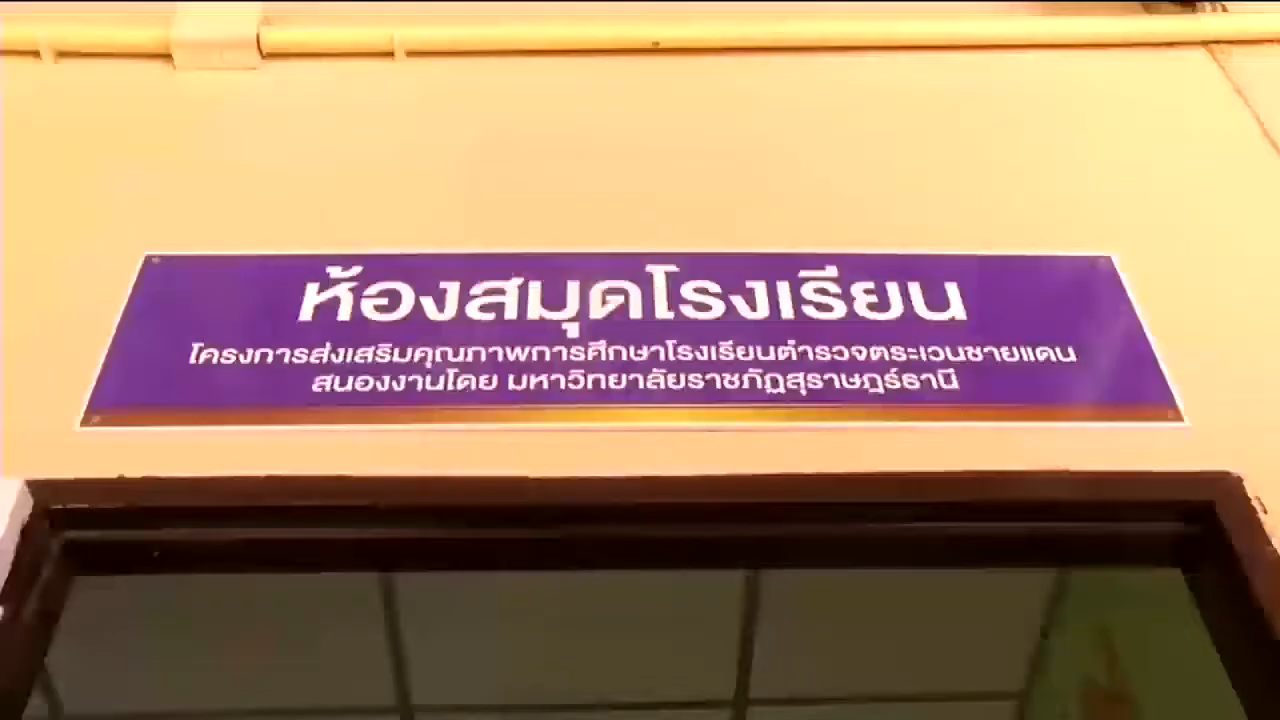 ห้องสมุดโรงเรียน
โครงการส่งเสริมคุณภาพการศึกษาโรงเรียนตำรวจตระเวนชายแดน
สนองงานโดย มหาวิทยาลัยราชภัฏสุราษฎร์ธานี